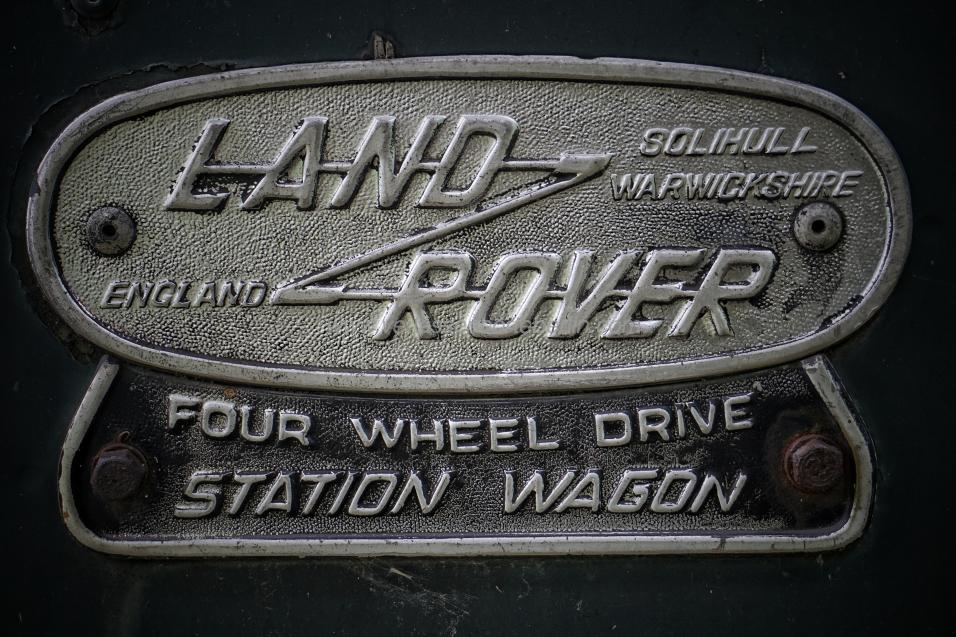 LAND
SOLIHULL
WARWICKSHIRE
ENGLAND
ROVER
FOUR WHEEL DRIVE
STATION WAGON